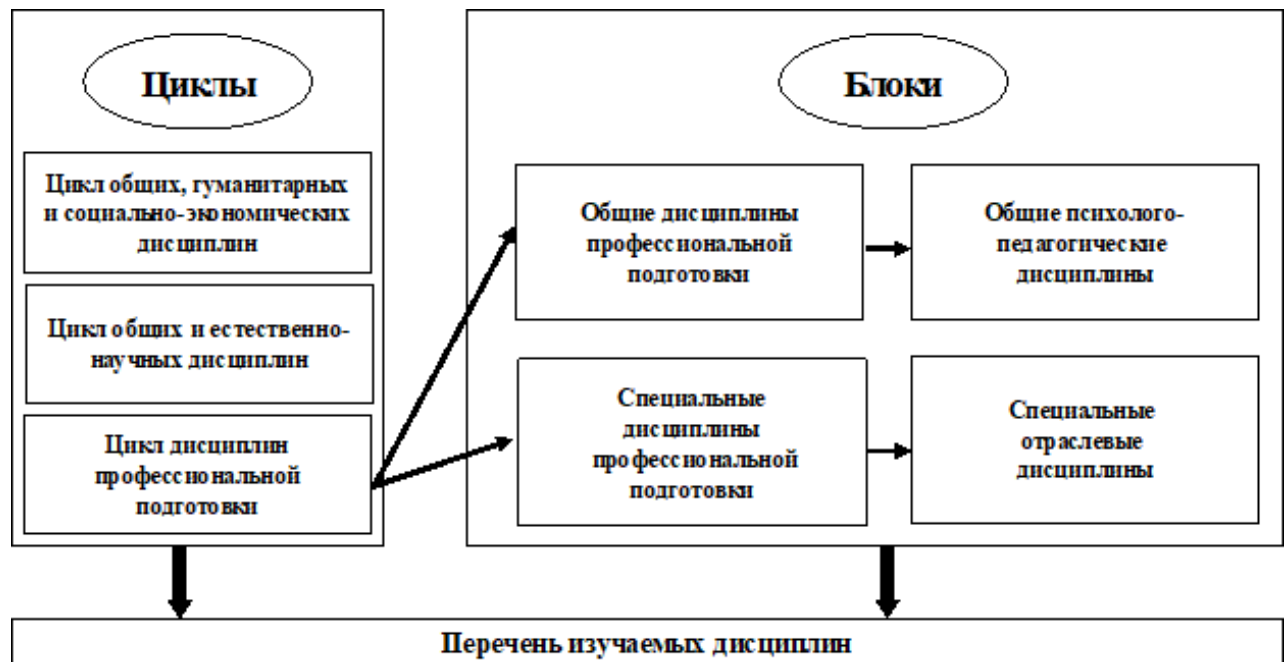 Циклы
Цикл общих, гуманитарных
и социально-экономических
дисциплин
Цикл общих и естественно-
научных дисциплин
Цикл дисциплин
профессиональной
подготовки
Блоки
Общие дисциплины
профессиональной
подготовки
Общие психолого-
педагогические
дисциплины
Специальные
дисциплины
профессиональной
подготовки
Специальные
отраслевые
дисциплины
Перечень изучаемых дисциплин